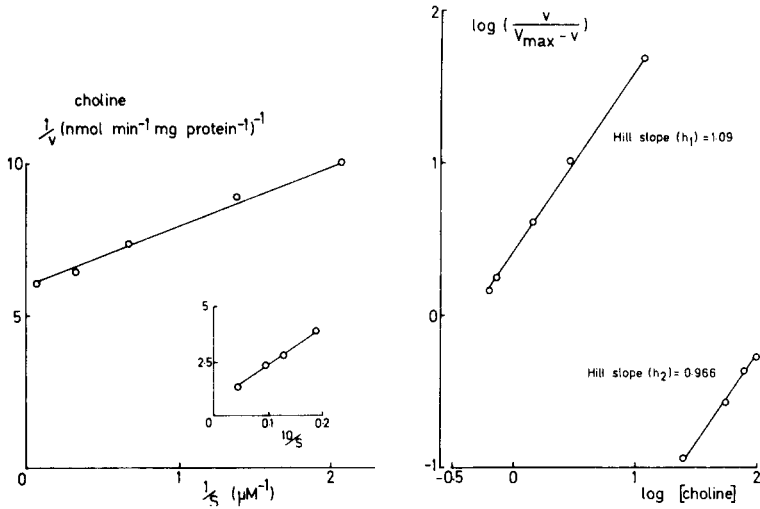 choline
1/v (nmol min⁻¹ mg protein⁻¹)⁻¹
10
5
0
1
2
1/S (µM⁻¹)
5
2.5
0
0·1
0·2
10/S
log ( v / Vmax − v )
2
1
0
-1
-0.5
0
1
2
Hill slope (h₁) = 1·09
Hill slope (h₂) = 0·966
log [choline]